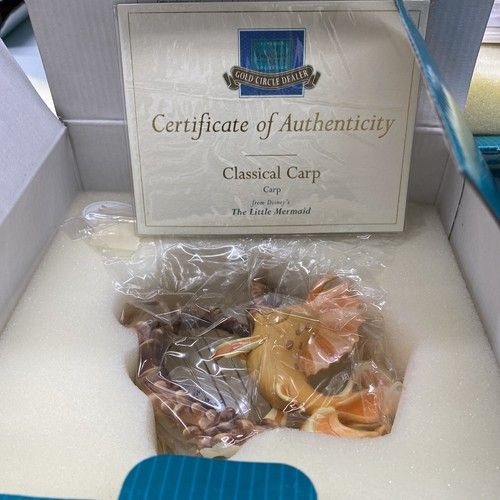 GOLD CIRCLE DEALER
Certificate of Authenticity
Classical Carp
Carp
from Disney's
The Little Mermaid